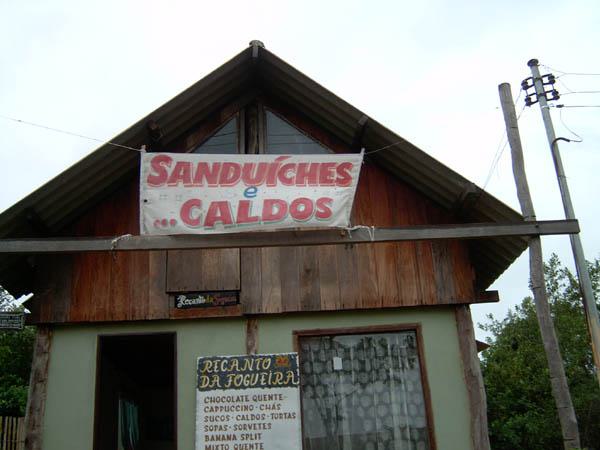 SANDUÍCHES
e
...CALDOS
Recanto da Fogueira
RECANTO
DA FOGUEIRA
CHOCOLATE QUENTE-
CAPPUCCINO - CHÁS
SUCOS - CALDOS - TORTAS
SOPAS - SORVETES
BANANA SPLIT
MIXTO QUENTE